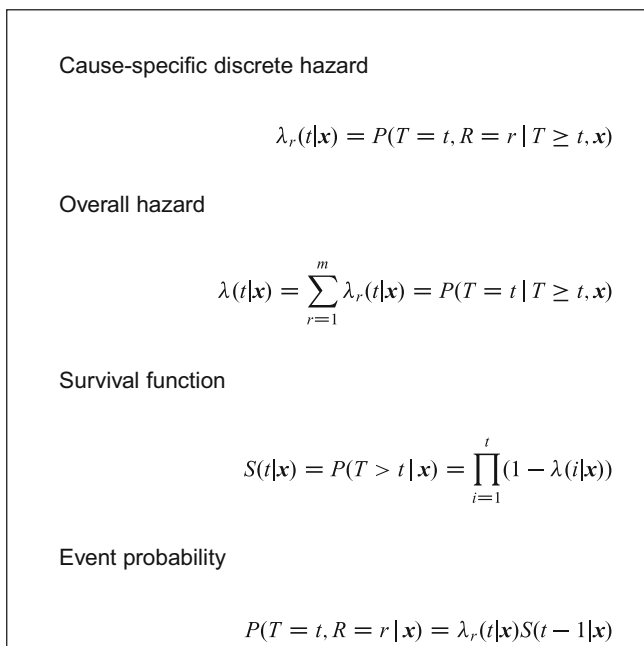 Cause-specific discrete hazard
λ_r(t|x) = P(T = t, R = r | T ≥ t, x)
Overall hazard
λ(t|x) = ∑_{r=1}^{m} λ_r(t|x) = P(T = t | T ≥ t, x)
Survival function
S(t|x) = P(T > t | x) = ∏_{i=1}^{t} (1 − λ(i|x))
Event probability
P(T = t, R = r | x) = λ_r(t|x)S(t − 1|x)